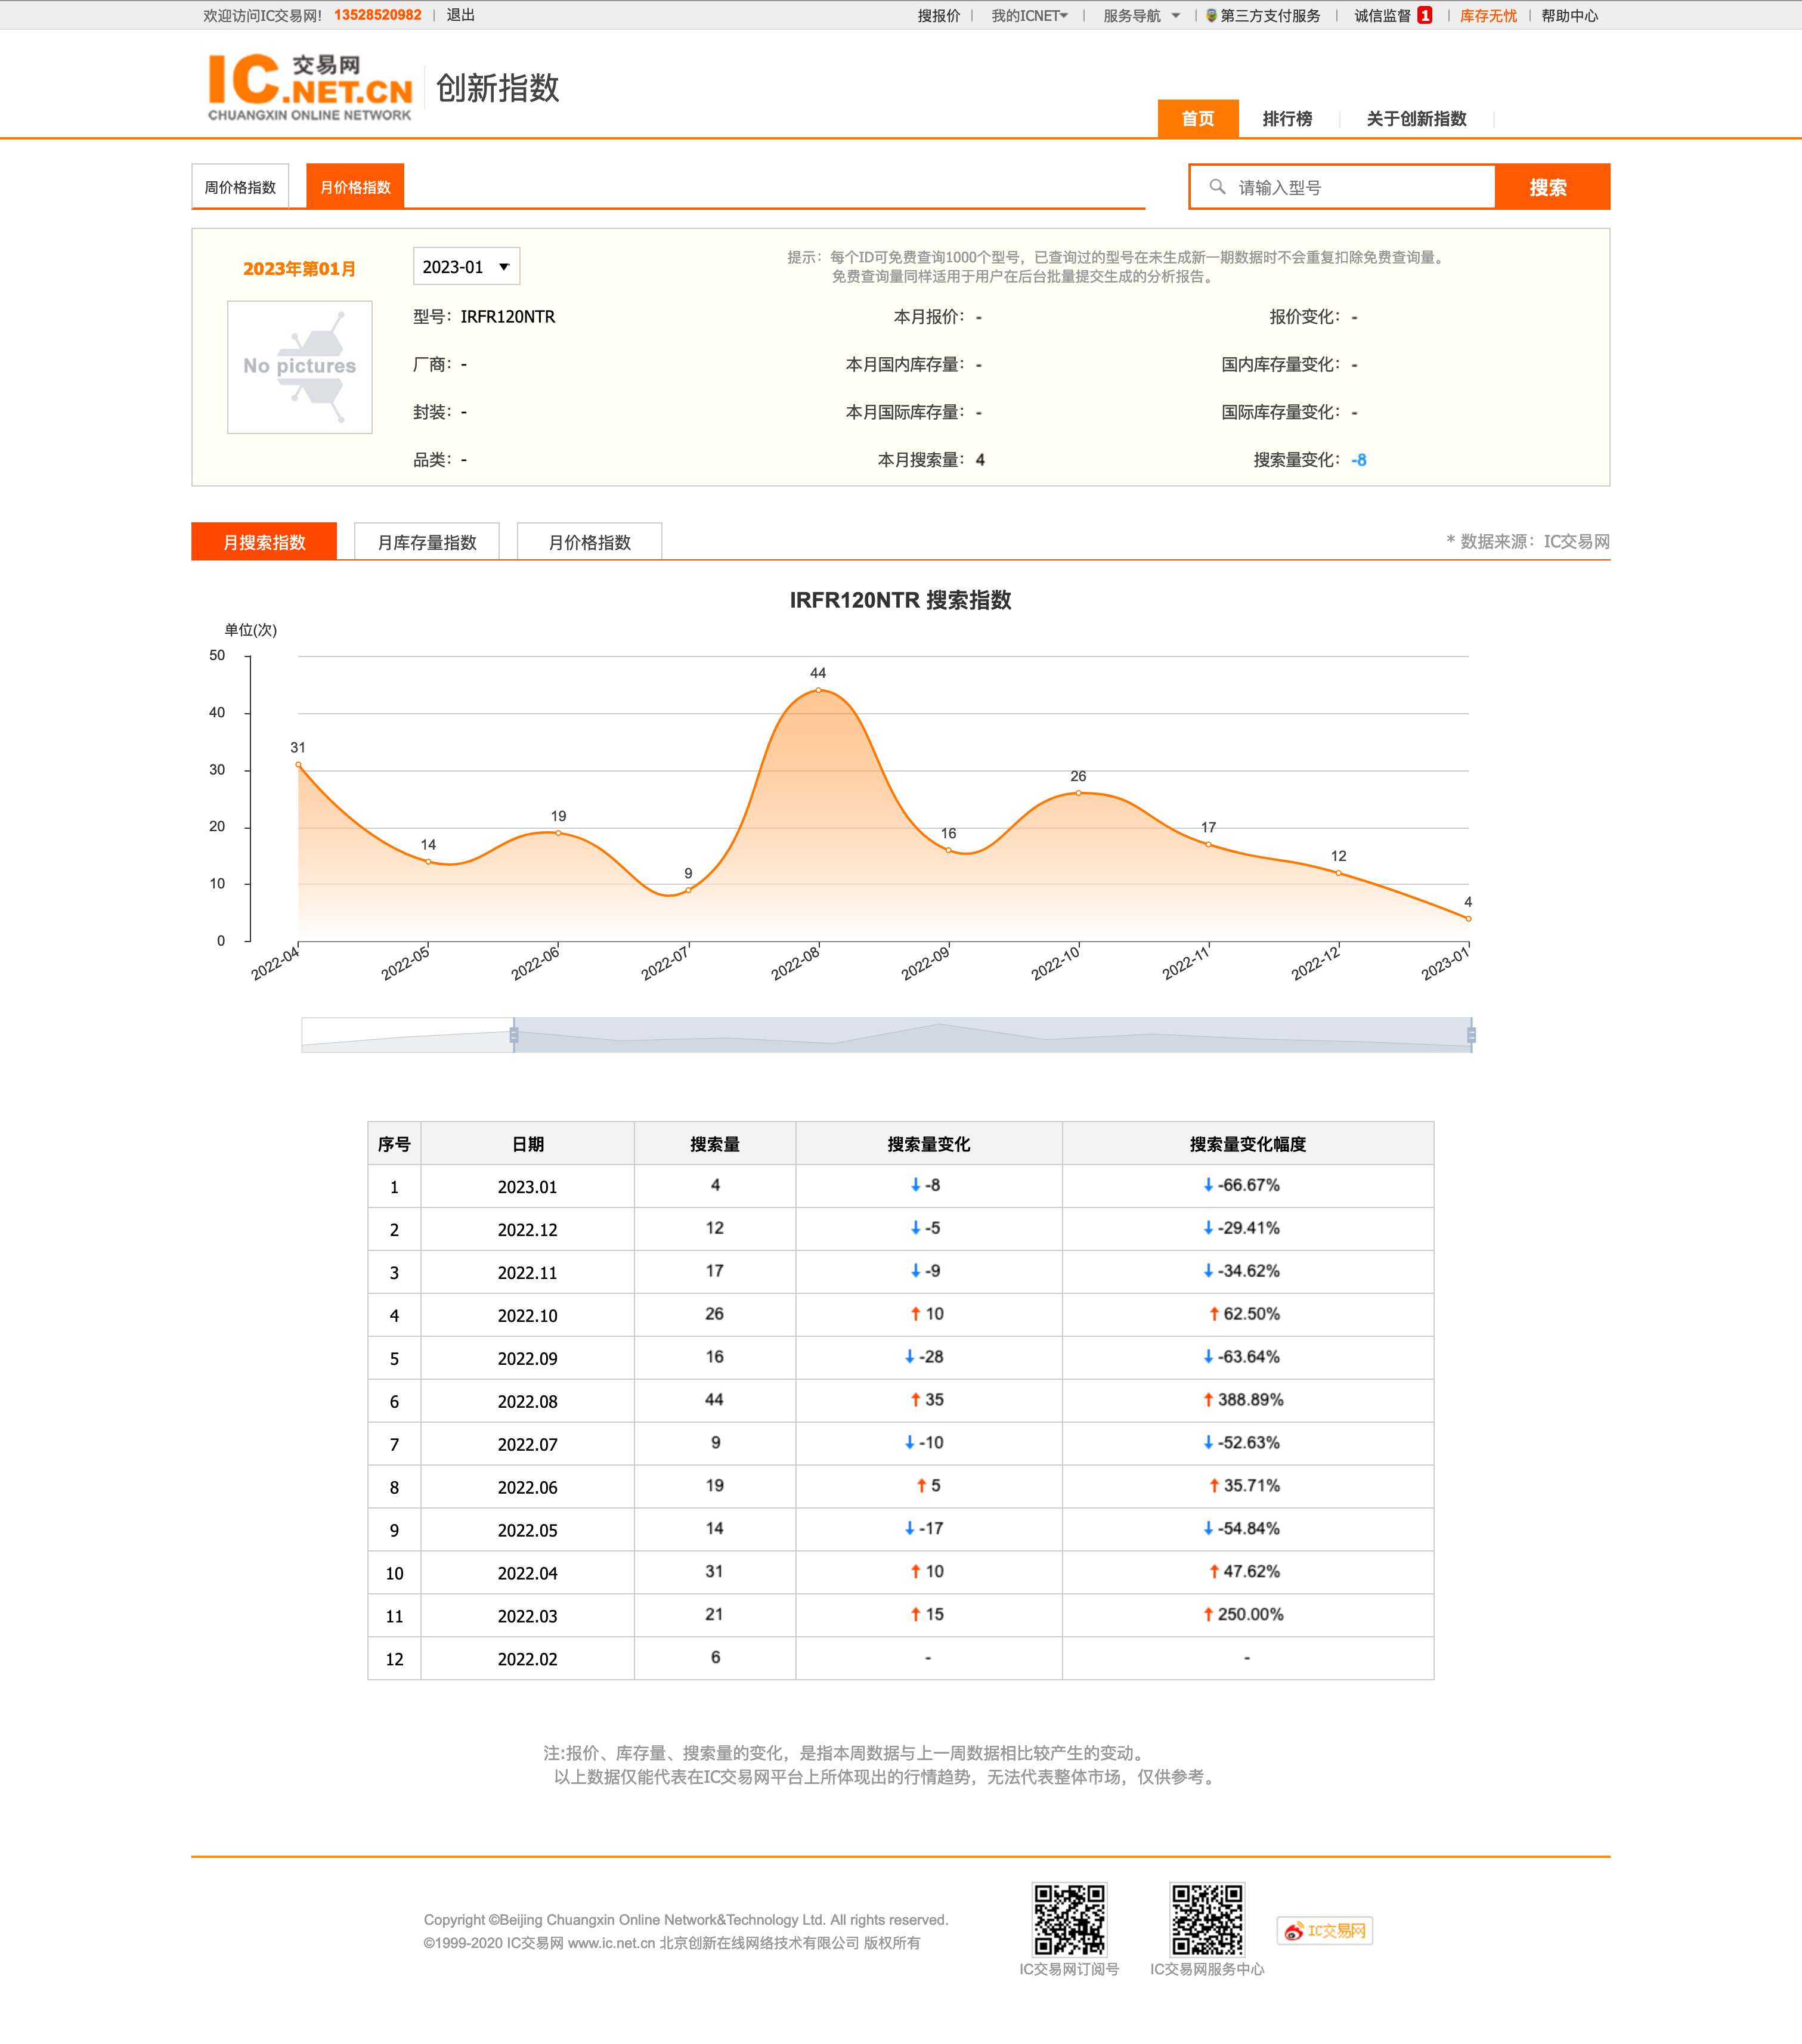 欢迎访问IC交易网! 13528520982 | 退出 搜报价 | 我的ICNET | 服务导航 | 第三方支付服务 | 诚信监督 1 | 库存无忧 | 帮助中心
IC.NET.CN 交易网 创新指数
CHUANGXIN ONLINE NETWORK
首页 排行榜 关于创新指数
周价格指数 月价格指数 请输入型号 搜索
2023年第01月 2023-01 提示：每个ID可免费查询1000个型号，已查询过的型号在未生成新一期数据时不会重复扣除免费查询量。
免费查询量同样适用于用户在后台批量提交生成的分析报告。
No pictures
型号：IRFR120NTR 本月报价：- 报价变化：-
厂商：- 本月国内库存量：- 国内库存量变化：-
封装：- 本月国际库存量：- 国际库存量变化：-
品类：- 本月搜索量：4 搜索量变化：-8
月搜索指数 月库存量指数 月价格指数 * 数据来源：IC交易网
IRFR120NTR 搜索指数
单位(次)
50
40
30
20
10
0
31
14
19
9
44
16
26
17
12
4
2022-04 2022-05 2022-06 2022-07 2022-08 2022-09 2022-10 2022-11 2022-12 2023-01
序号 日期 搜索量 搜索量变化 搜索量变化幅度
1 2023.01 4 ↓ -8 ↓ -66.67%
2 2022.12 12 ↓ -5 ↓ -29.41%
3 2022.11 17 ↓ -9 ↓ -34.62%
4 2022.10 26 ↑ 10 ↑ 62.50%
5 2022.09 16 ↓ -28 ↓ -63.64%
6 2022.08 44 ↑ 35 ↑ 388.89%
7 2022.07 9 ↓ -10 ↓ -52.63%
8 2022.06 19 ↑ 5 ↑ 35.71%
9 2022.05 14 ↓ -17 ↓ -54.84%
10 2022.04 31 ↑ 10 ↑ 47.62%
11 2022.03 21 ↑ 15 ↑ 250.00%
12 2022.02 6 - -
注:报价、库存量、搜索量的变化，是指本周数据与上一周数据相比较产生的变动。
以上数据仅能代表在IC交易网平台上所体现出的行情趋势，无法代表整体市场，仅供参考。
Copyright ©Beijing Chuangxin Online Network&Technology Ltd. All rights reserved.
©1999-2020 IC交易网 www.ic.net.cn 北京创新在线网络技术有限公司 版权所有
IC交易网订阅号
IC交易网服务中心
IC交易网